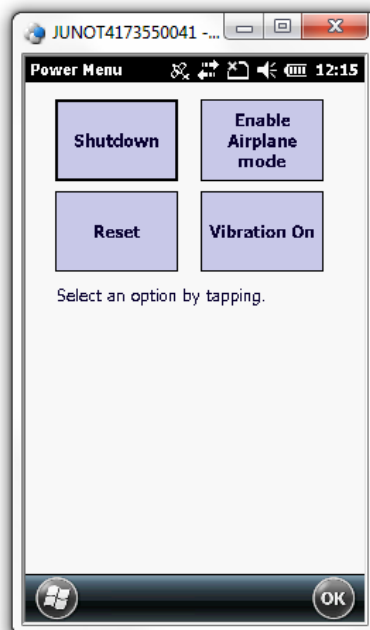 JUNOT4173550041 -...
Power Menu 12:15
Shutdown
Enable
Airplane
mode
Reset
Vibration On
Select an option by tapping.
OK